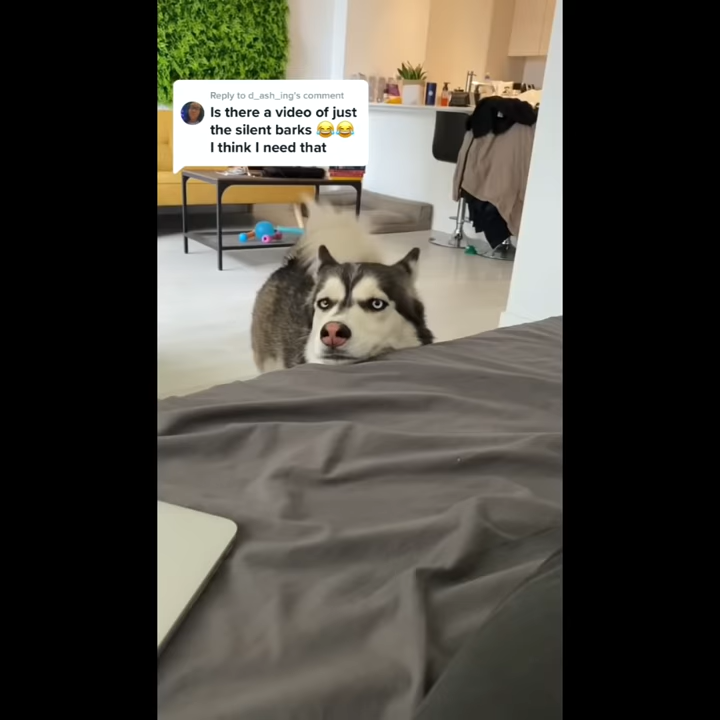 Reply to d_ash_ing's comment
Is there a video of just
the silent barks 😂😂
I think I need that